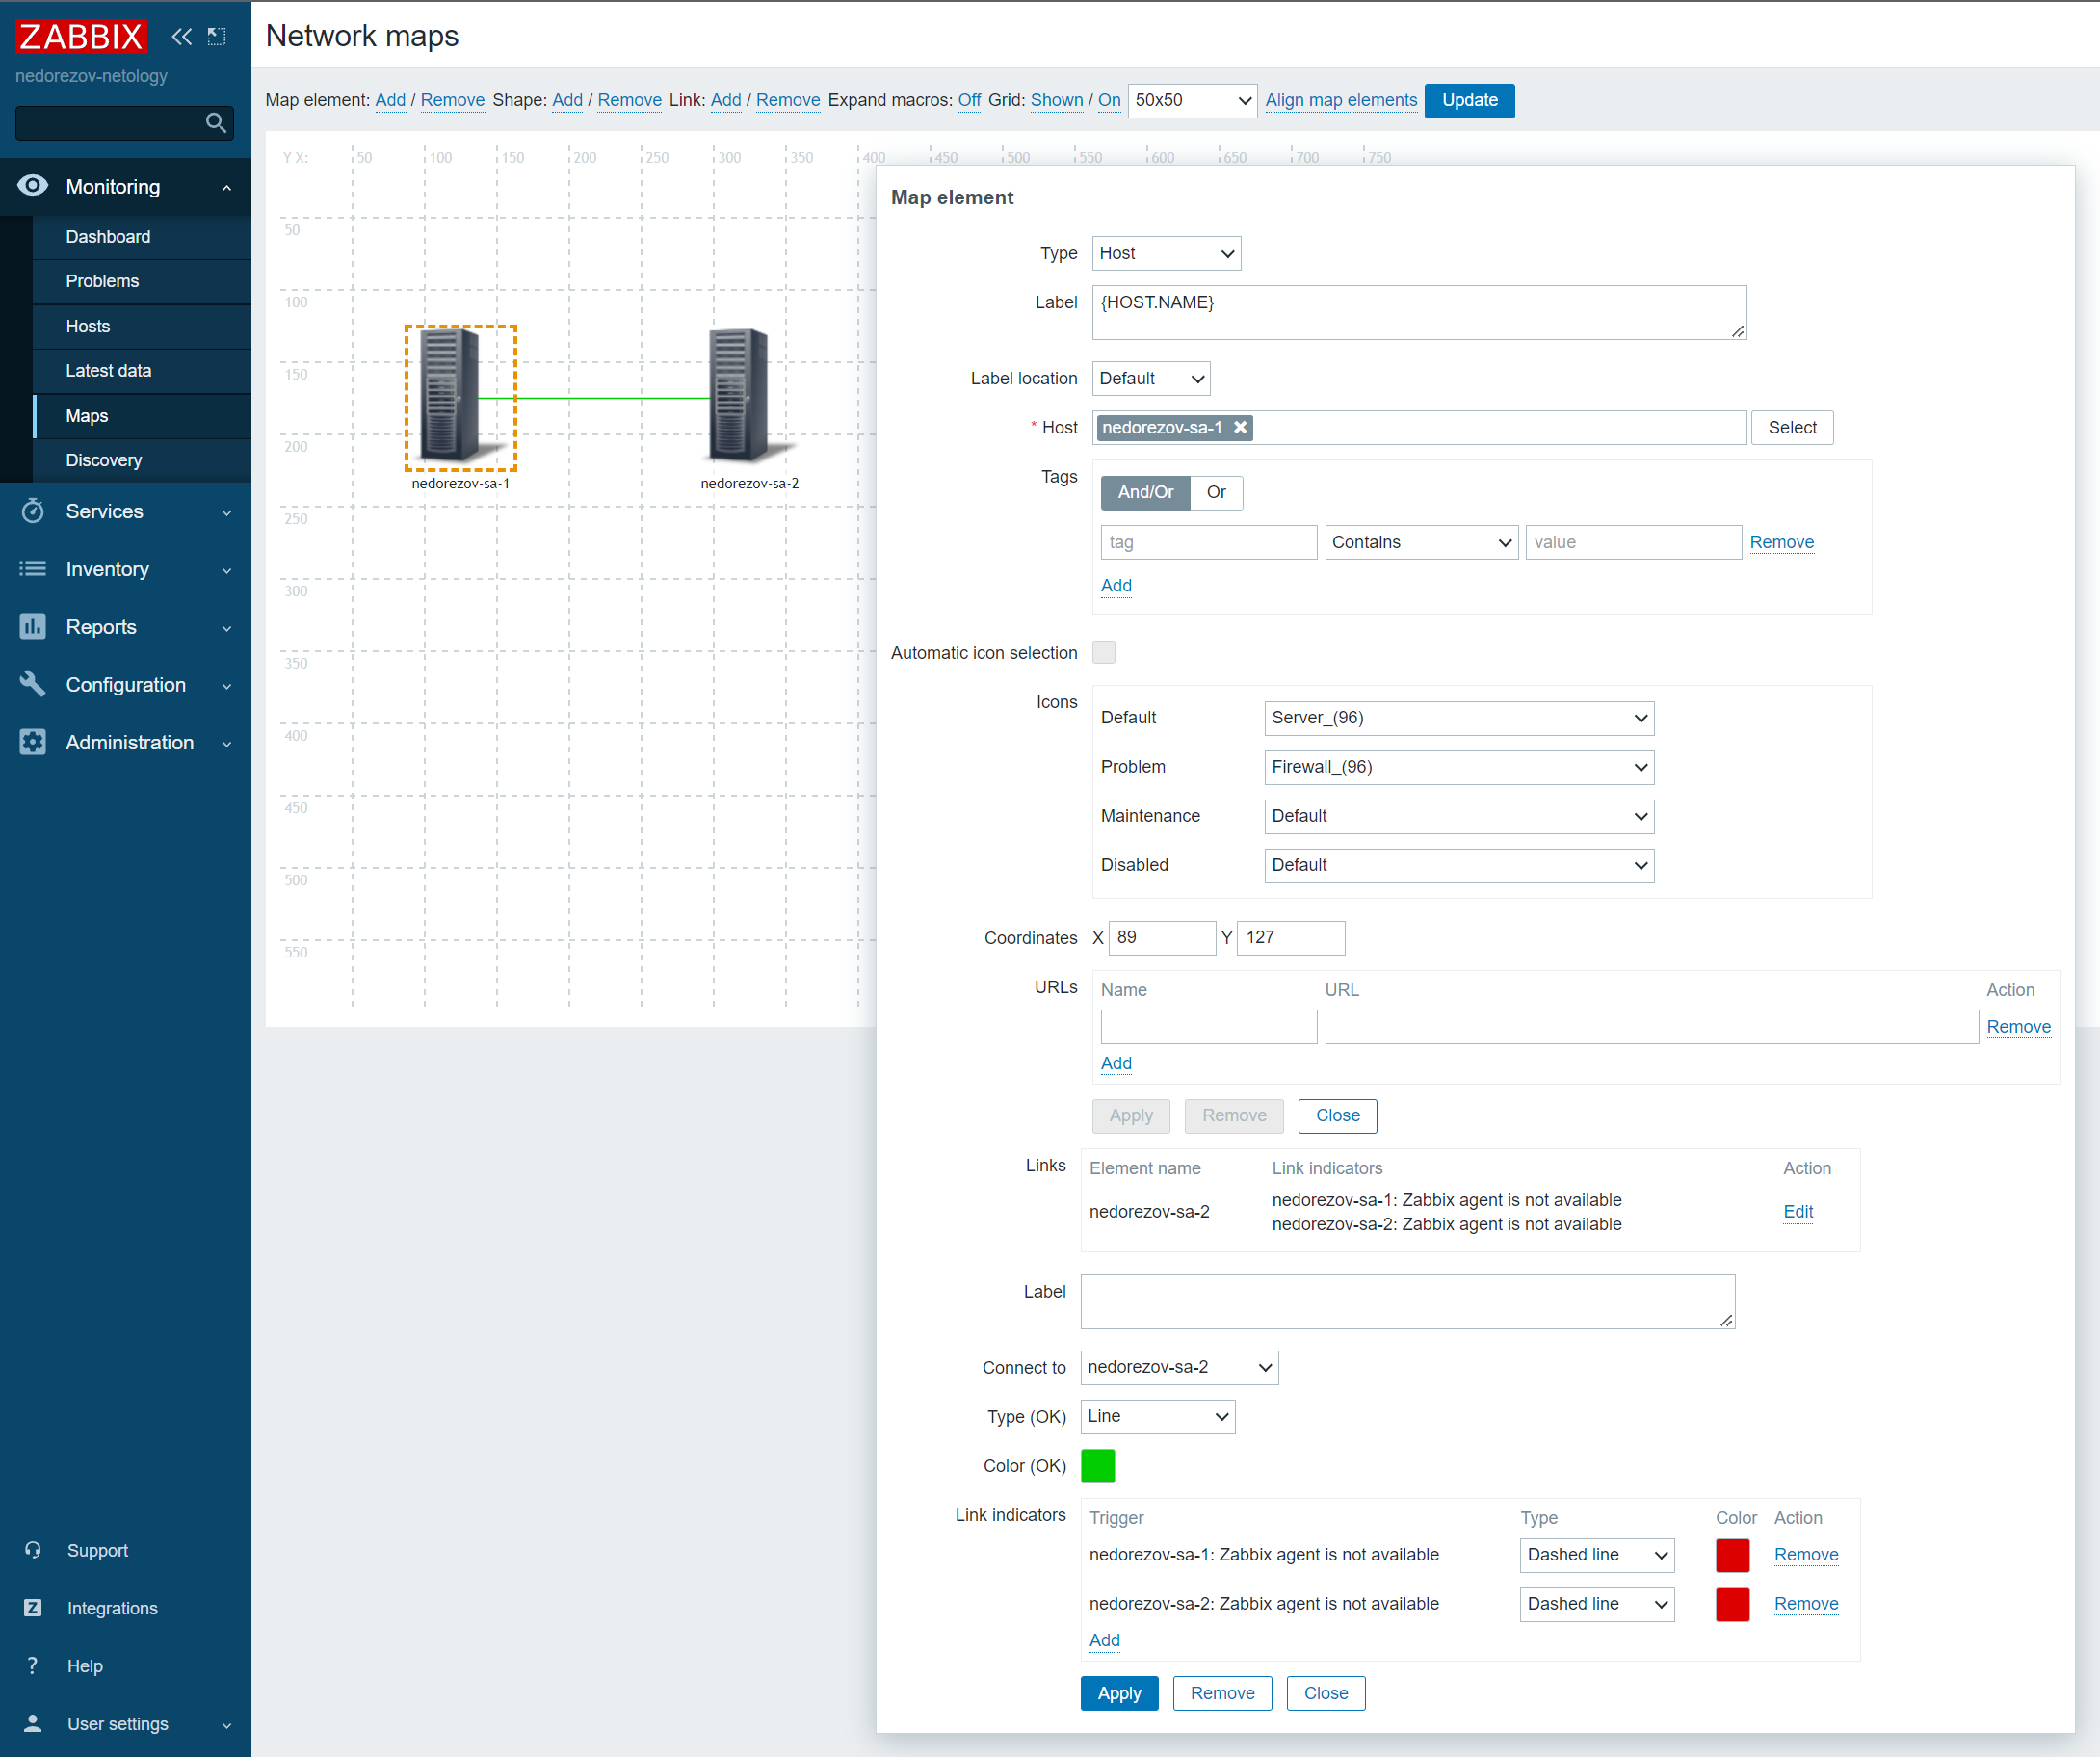 ZABBIX
nedorezov-netology
Monitoring
Dashboard
Problems
Hosts
Latest data
Maps
Discovery
Services
Inventory
Reports
Configuration
Administration
Support
Integrations
Help
User settings
Network maps
Map element: Add / Remove Shape: Add / Remove Link: Add / Remove Expand macros: Off Grid: Shown / On 50x50 Align map elements Update
Y X: 50 100 150 200 250 300 350 400 450 500 550 600 650 700 750
50
100
150
200
nedorezov-sa-1 nedorezov-sa-2
250
300
350
400
450
500
550
Map element
Type Host
Label {HOST.NAME}
Label location Default
* Host nedorezov-sa-1 Select
Tags
And/Or Or
tag Contains value Remove
Add
Automatic icon selection
Icons
Default Server_(96)
Problem Firewall_(96)
Maintenance Default
Disabled Default
Coordinates X 89 Y 127
URLs Name URL Action
Remove
Add
Apply Remove Close
Links Element name Link indicators Action
nedorezov-sa-1: Zabbix agent is not available
nedorezov-sa-2 Edit
nedorezov-sa-2: Zabbix agent is not available
Label
Connect to nedorezov-sa-2
Type (OK) Line
Color (OK)
Link indicators Trigger Type Color Action
nedorezov-sa-1: Zabbix agent is not available Dashed line Remove
nedorezov-sa-2: Zabbix agent is not available Dashed line Remove
Add
Apply Remove Close